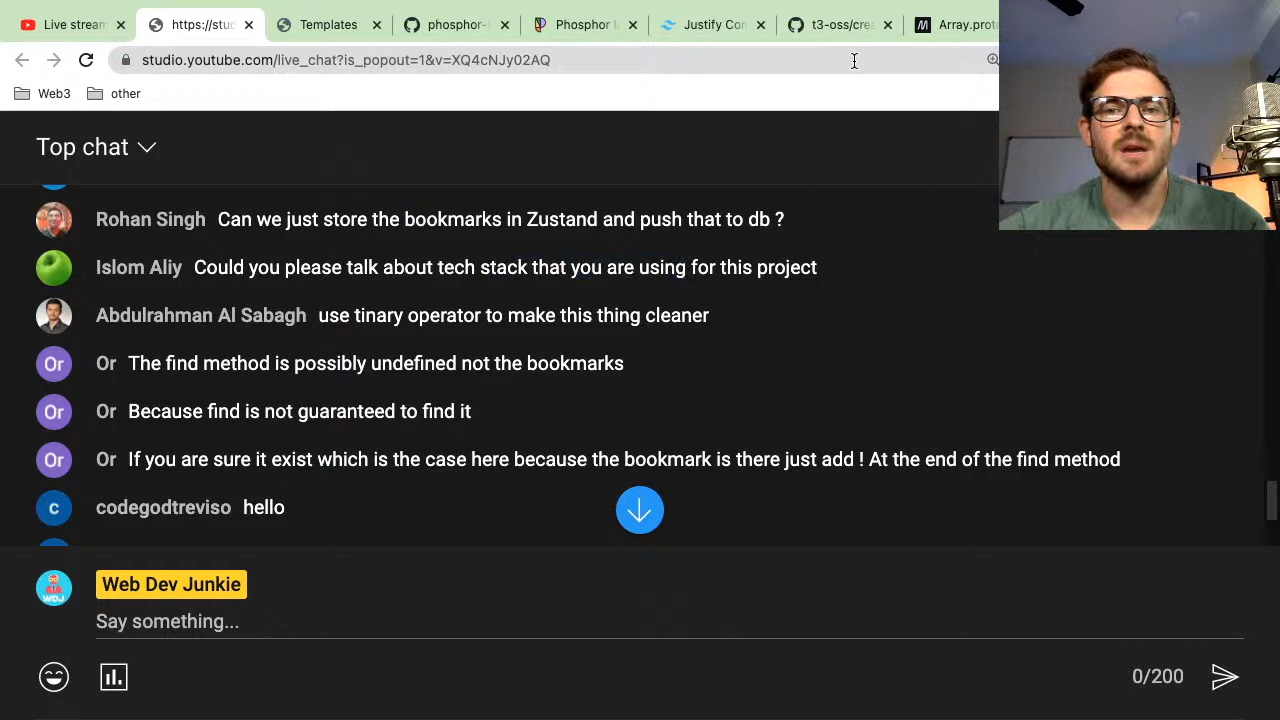 Live stream
https://stud
Templates
phosphor-
Phosphor I
Justify Con
t3-oss/crea
Array.proto
studio.youtube.com/live_chat?is_popout=1&v=XQ4cNJy02AQ
Web3
other
Top chat
Rohan Singh Can we just store the bookmarks in Zustand and push that to db ?
Islom Aliy Could you please talk about tech stack that you are using for this project
Abdulrahman Al Sabagh use tinary operator to make this thing cleaner
Or Or The find method is possibly undefined not the bookmarks
Or Or Because find is not guaranteed to find it
Or Or If you are sure it exist which is the case here because the bookmark is there just add ! At the end of the find method
c codegodtreviso hello
WDJ Web Dev Junkie
Say something...
0/200